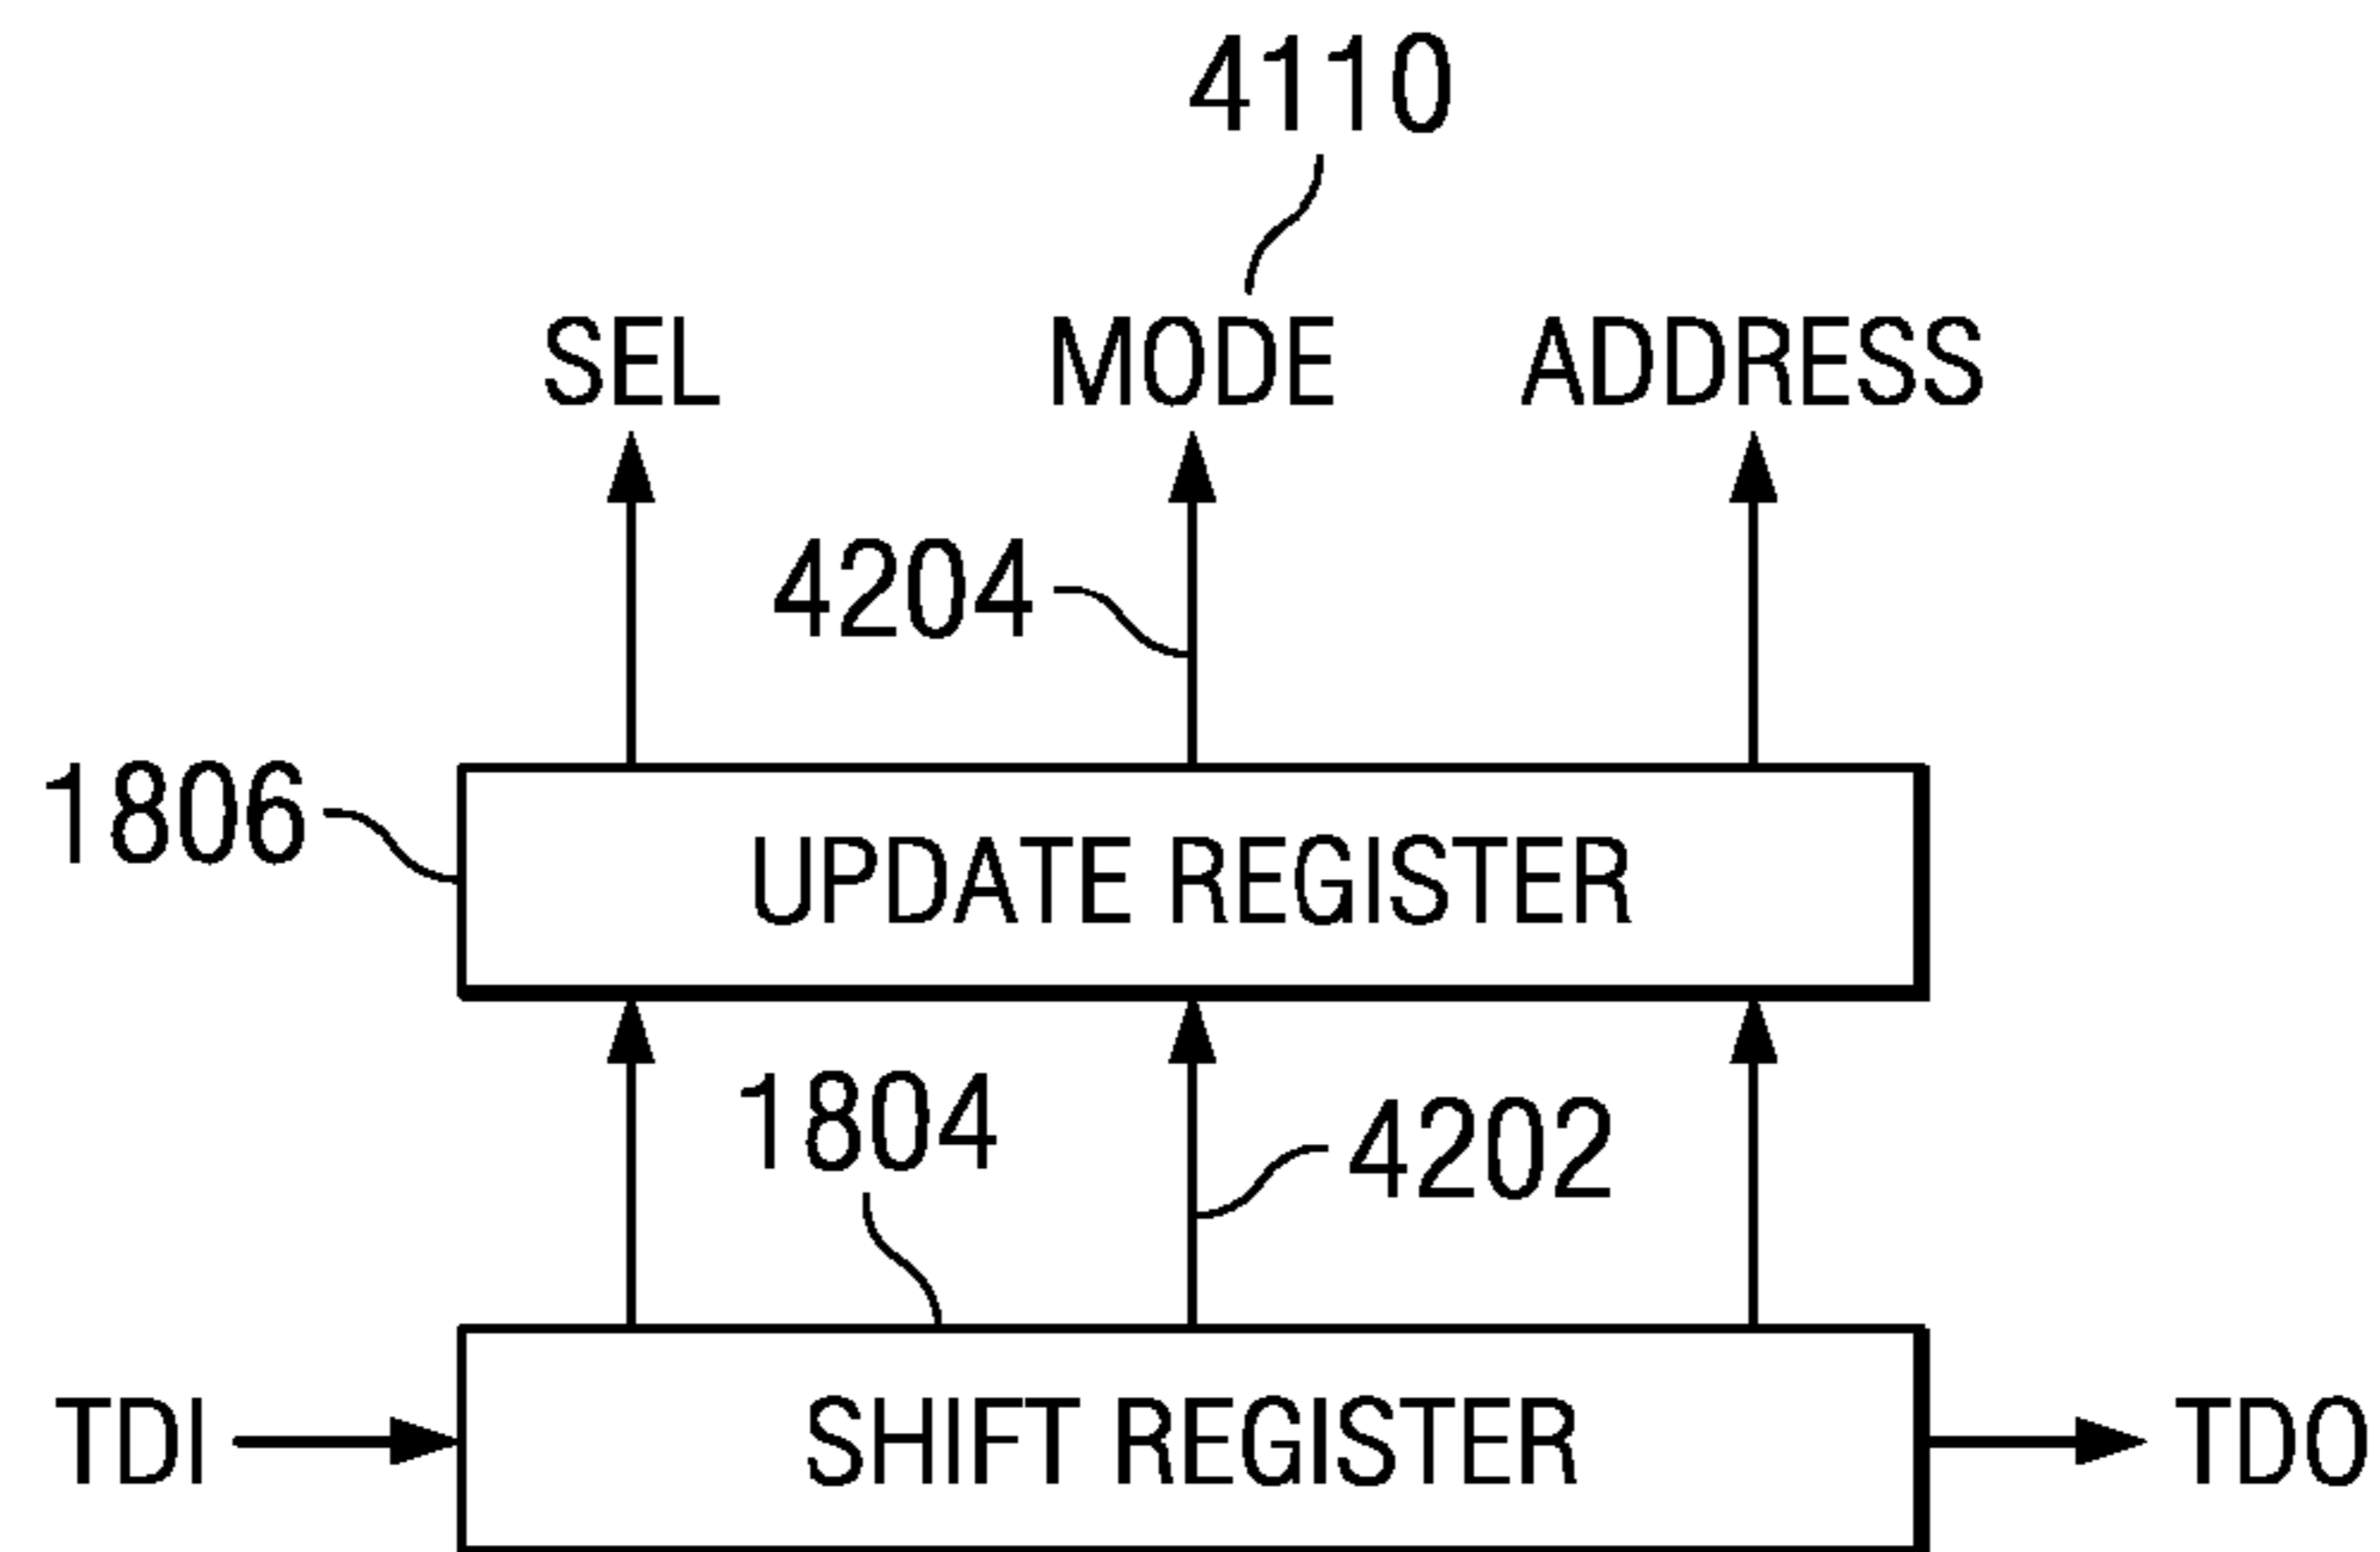 4110
SEL MODE ADDRESS
4204
1806
UPDATE REGISTER
1804
4202
TDI SHIFT REGISTER TDO